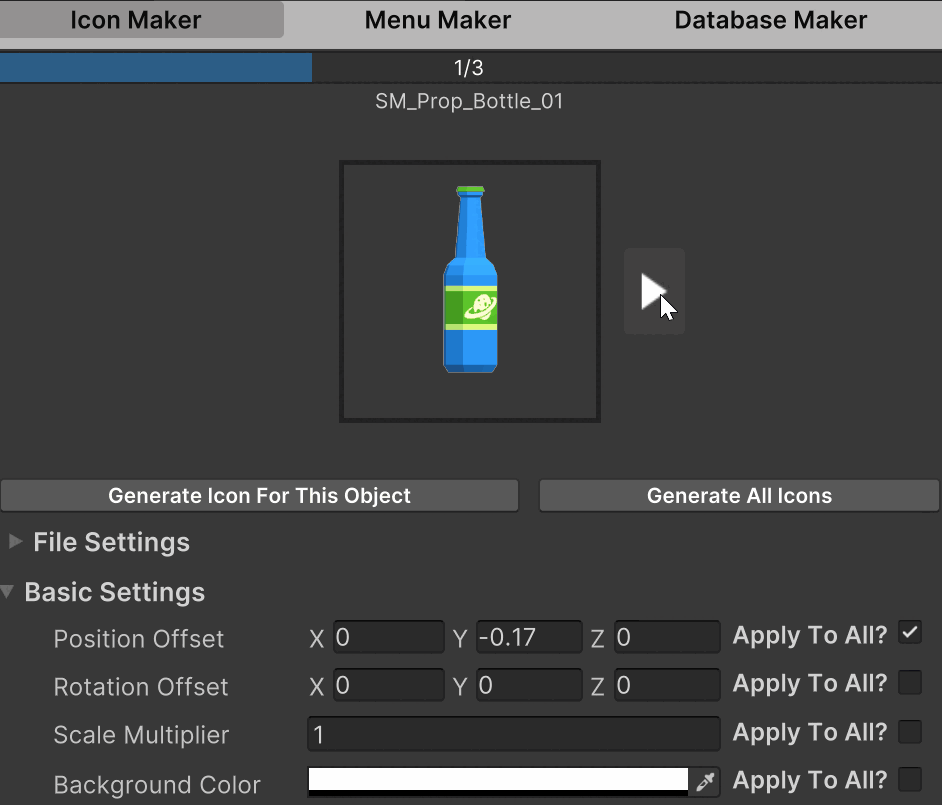 Icon Maker Menu Maker Database Maker
1/3
SM_Prop_Bottle_01
Generate Icon For This Object Generate All Icons
File Settings
Basic Settings
Position Offset X 0 Y -0.17 Z 0 Apply To All?
Rotation Offset X 0 Y 0 Z 0 Apply To All?
Scale Multiplier 1 Apply To All?
Background Color Apply To All?